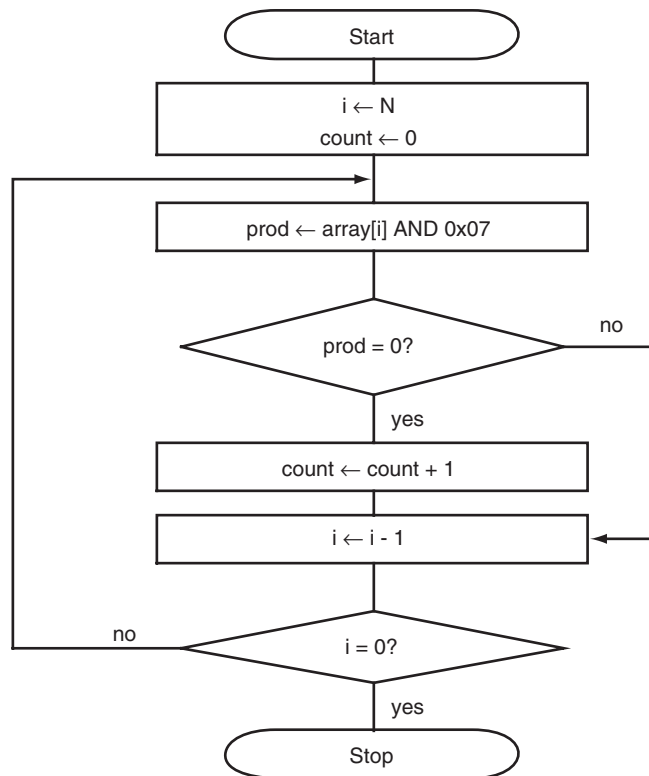 Start
i ← N
count ← 0
prod ← array[i] AND 0x07
no
prod = 0?
yes
count ← count + 1
i ← i - 1
no
i = 0?
yes
Stop